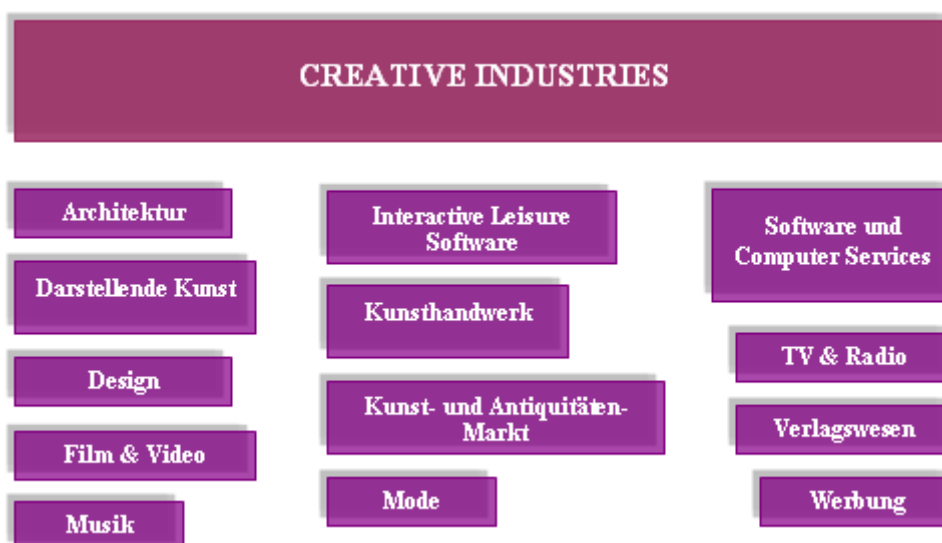 CREATIVE INDUSTRIES
Architektur
Darstellende Kunst
Design
Film & Video
Musik
Interactive Leisure
Software
Kunsthandwerk
Kunst- und Antiquitäten-
Markt
Mode
Software und
Computer Services
TV & Radio
Verlagswesen
Werbung